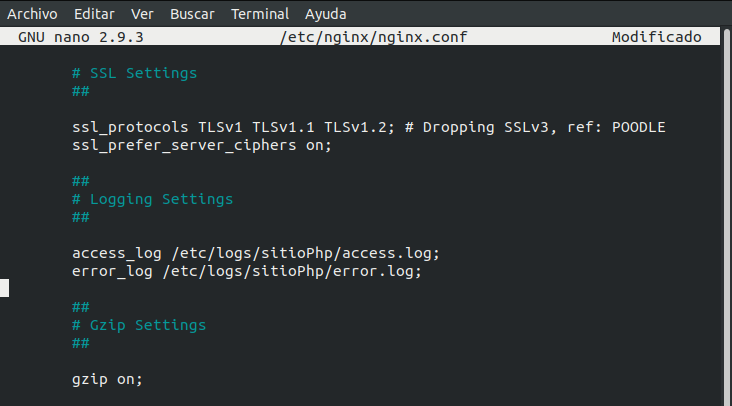 Archivo Editar Ver Buscar Terminal Ayuda
GNU nano 2.9.3 /etc/nginx/nginx.conf Modificado
# SSL Settings
##
ssl_protocols TLSv1 TLSv1.1 TLSv1.2; # Dropping SSLv3, ref: POODLE
ssl_prefer_server_ciphers on;
##
# Logging Settings
##
access_log /etc/logs/sitioPhp/access.log;
error_log /etc/logs/sitioPhp/error.log;
##
# Gzip Settings
##
gzip on;